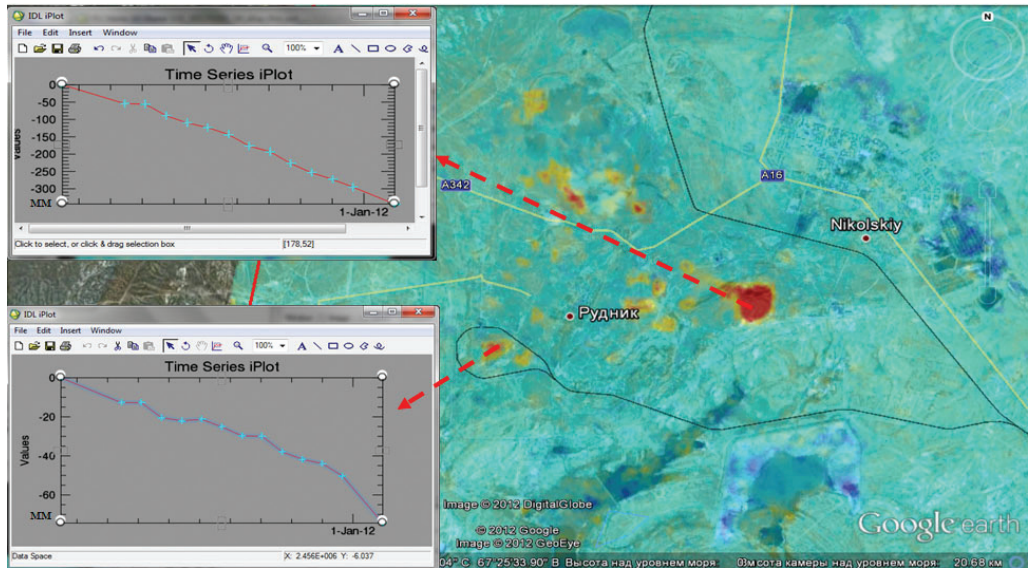 IDL iPlot
File Edit Insert Window
100%
Time Series iPlot
0
-50
-100
-150
-200
-250
-300
Values
MM
1-Jan-12
Click to select, or click & drag selection box [178,52]
IDL iPlot
File Edit Insert Window
100%
Time Series iPlot
0
-20
-40
-60
Values
MM
1-Jan-12
Data Space X: 2.456E+006 Y: -6.037
N
A342
A16
Nikolskiy
Рудник
Image © 2012 DigitalGlobe
© 2012 Google
Image © 2012 GeoEye
Google earth
04° С 67°25'33.90" В Высота над уровнем моря: камеры над уровнем моря: 20.68 км